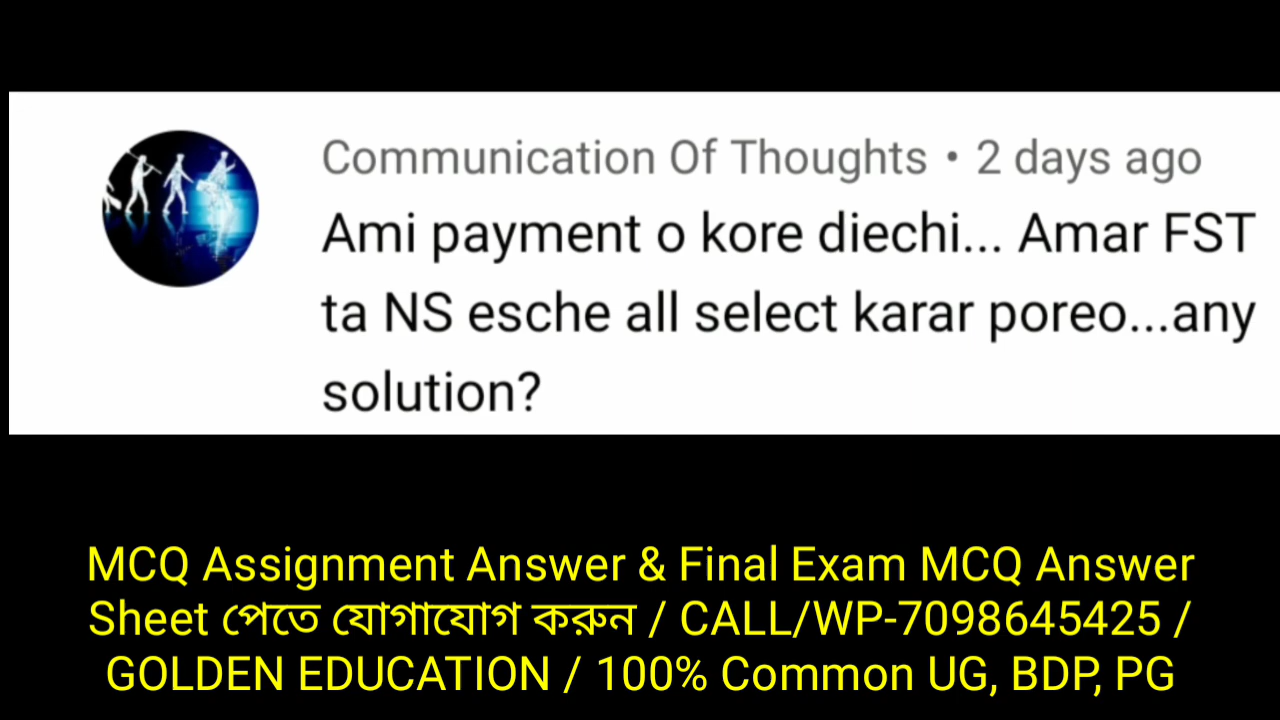 Communication Of Thoughts • 2 days ago
Ami payment o kore diechi... Amar FST
ta NS esche all select karar poreo...any
solution?
MCQ Assignment Answer & Final Exam MCQ Answer
Sheet পেতে যোগাযোগ করুন / CALL/WP-7098645425 /
GOLDEN EDUCATION / 100% Common UG, BDP, PG